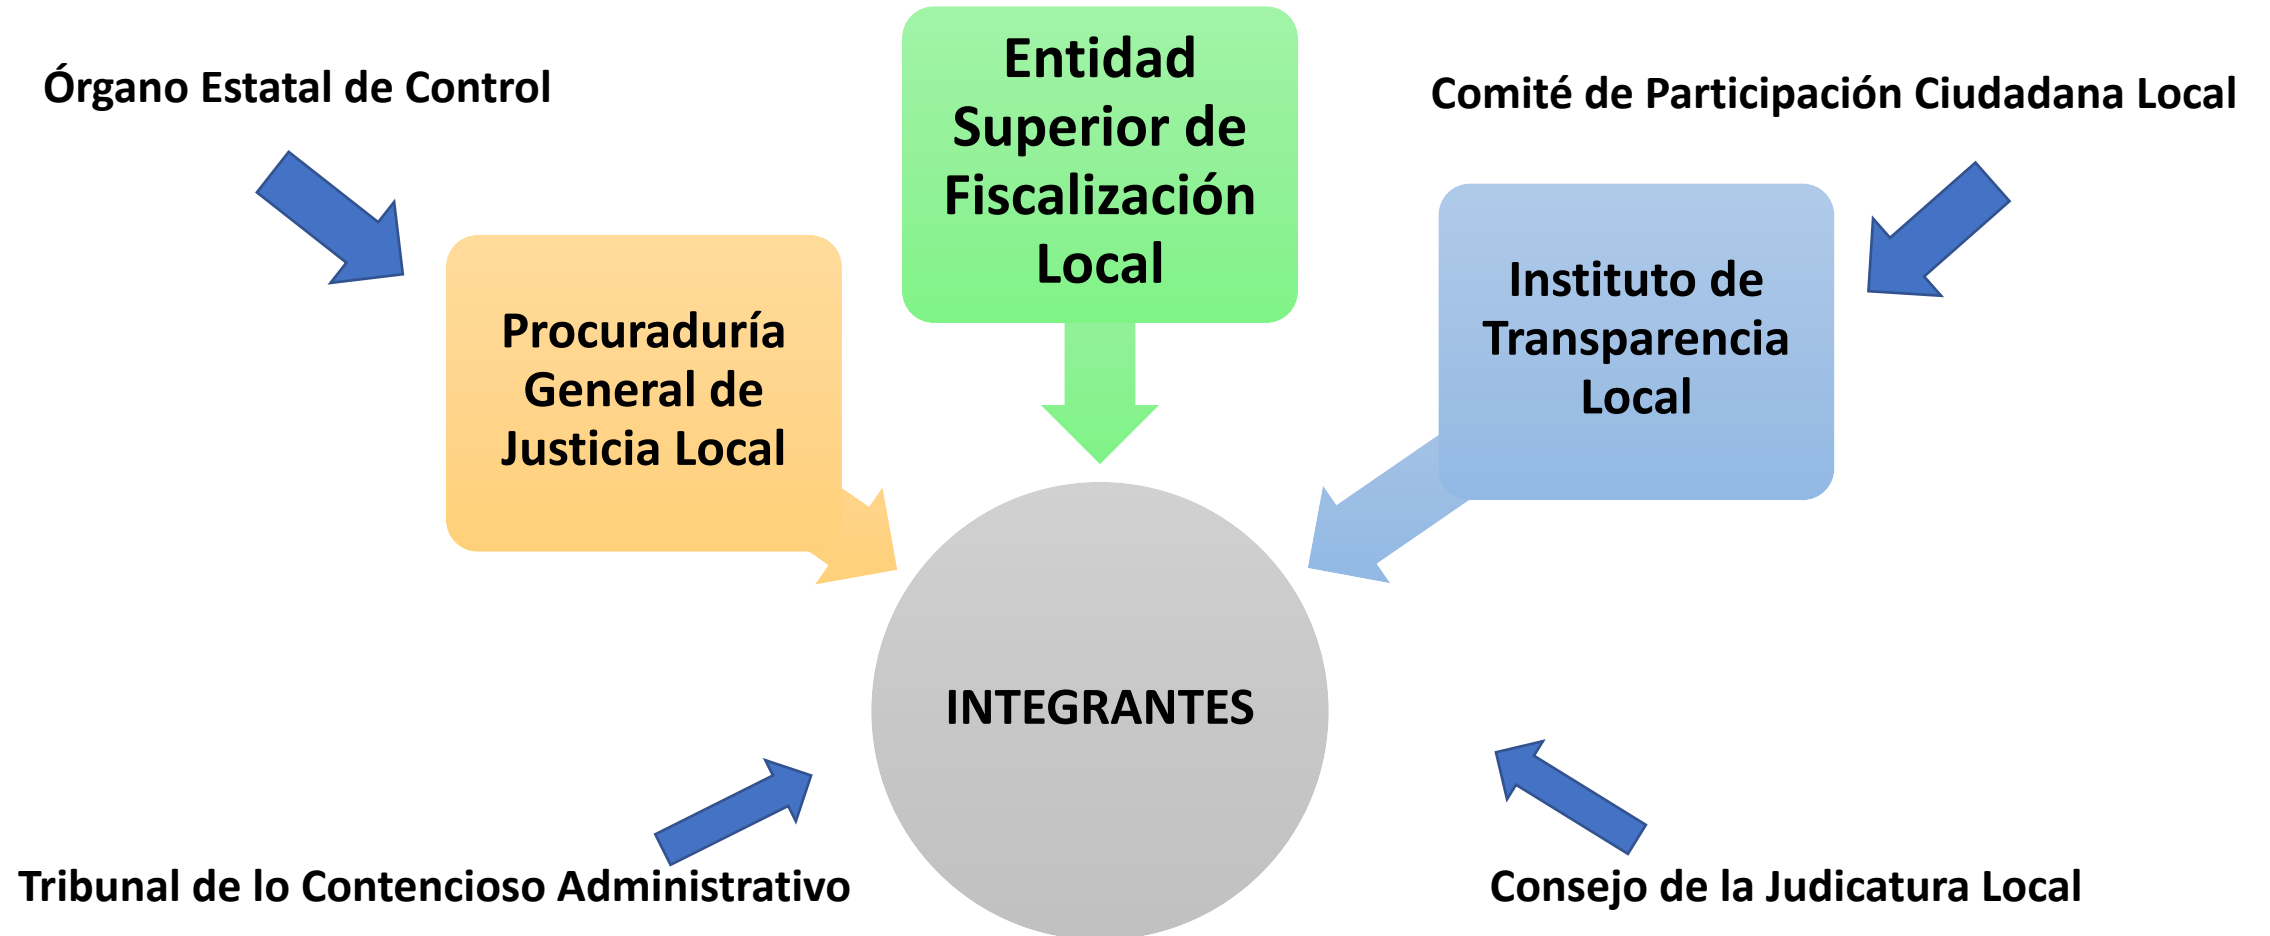 Órgano Estatal de Control
Entidad
Superior de
Fiscalización
Local
Comité de Participación Ciudadana Local
Procuraduría
General de
Justicia Local
Instituto de
Transparencia
Local
INTEGRANTES
Tribunal de lo Contencioso Administrativo
Consejo de la Judicatura Local